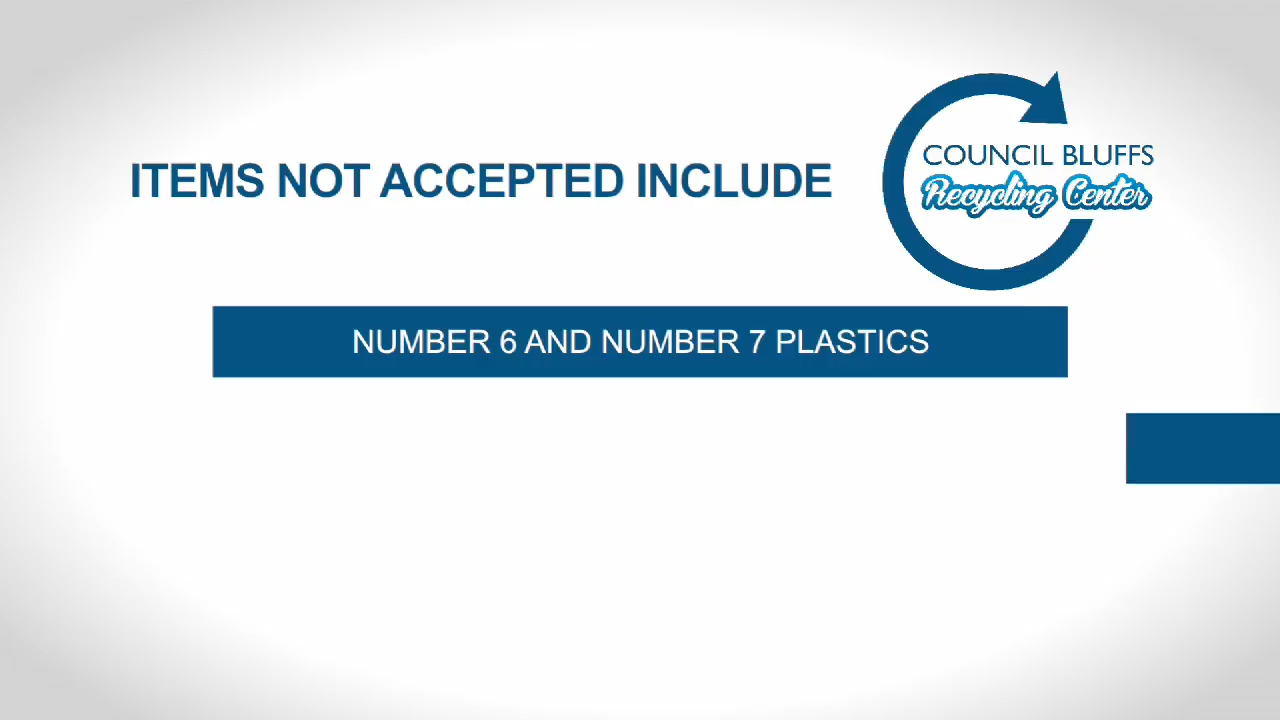 ITEMS NOT ACCEPTED INCLUDE
COUNCIL BLUFFS
Recycling Center
NUMBER 6 AND NUMBER 7 PLASTICS